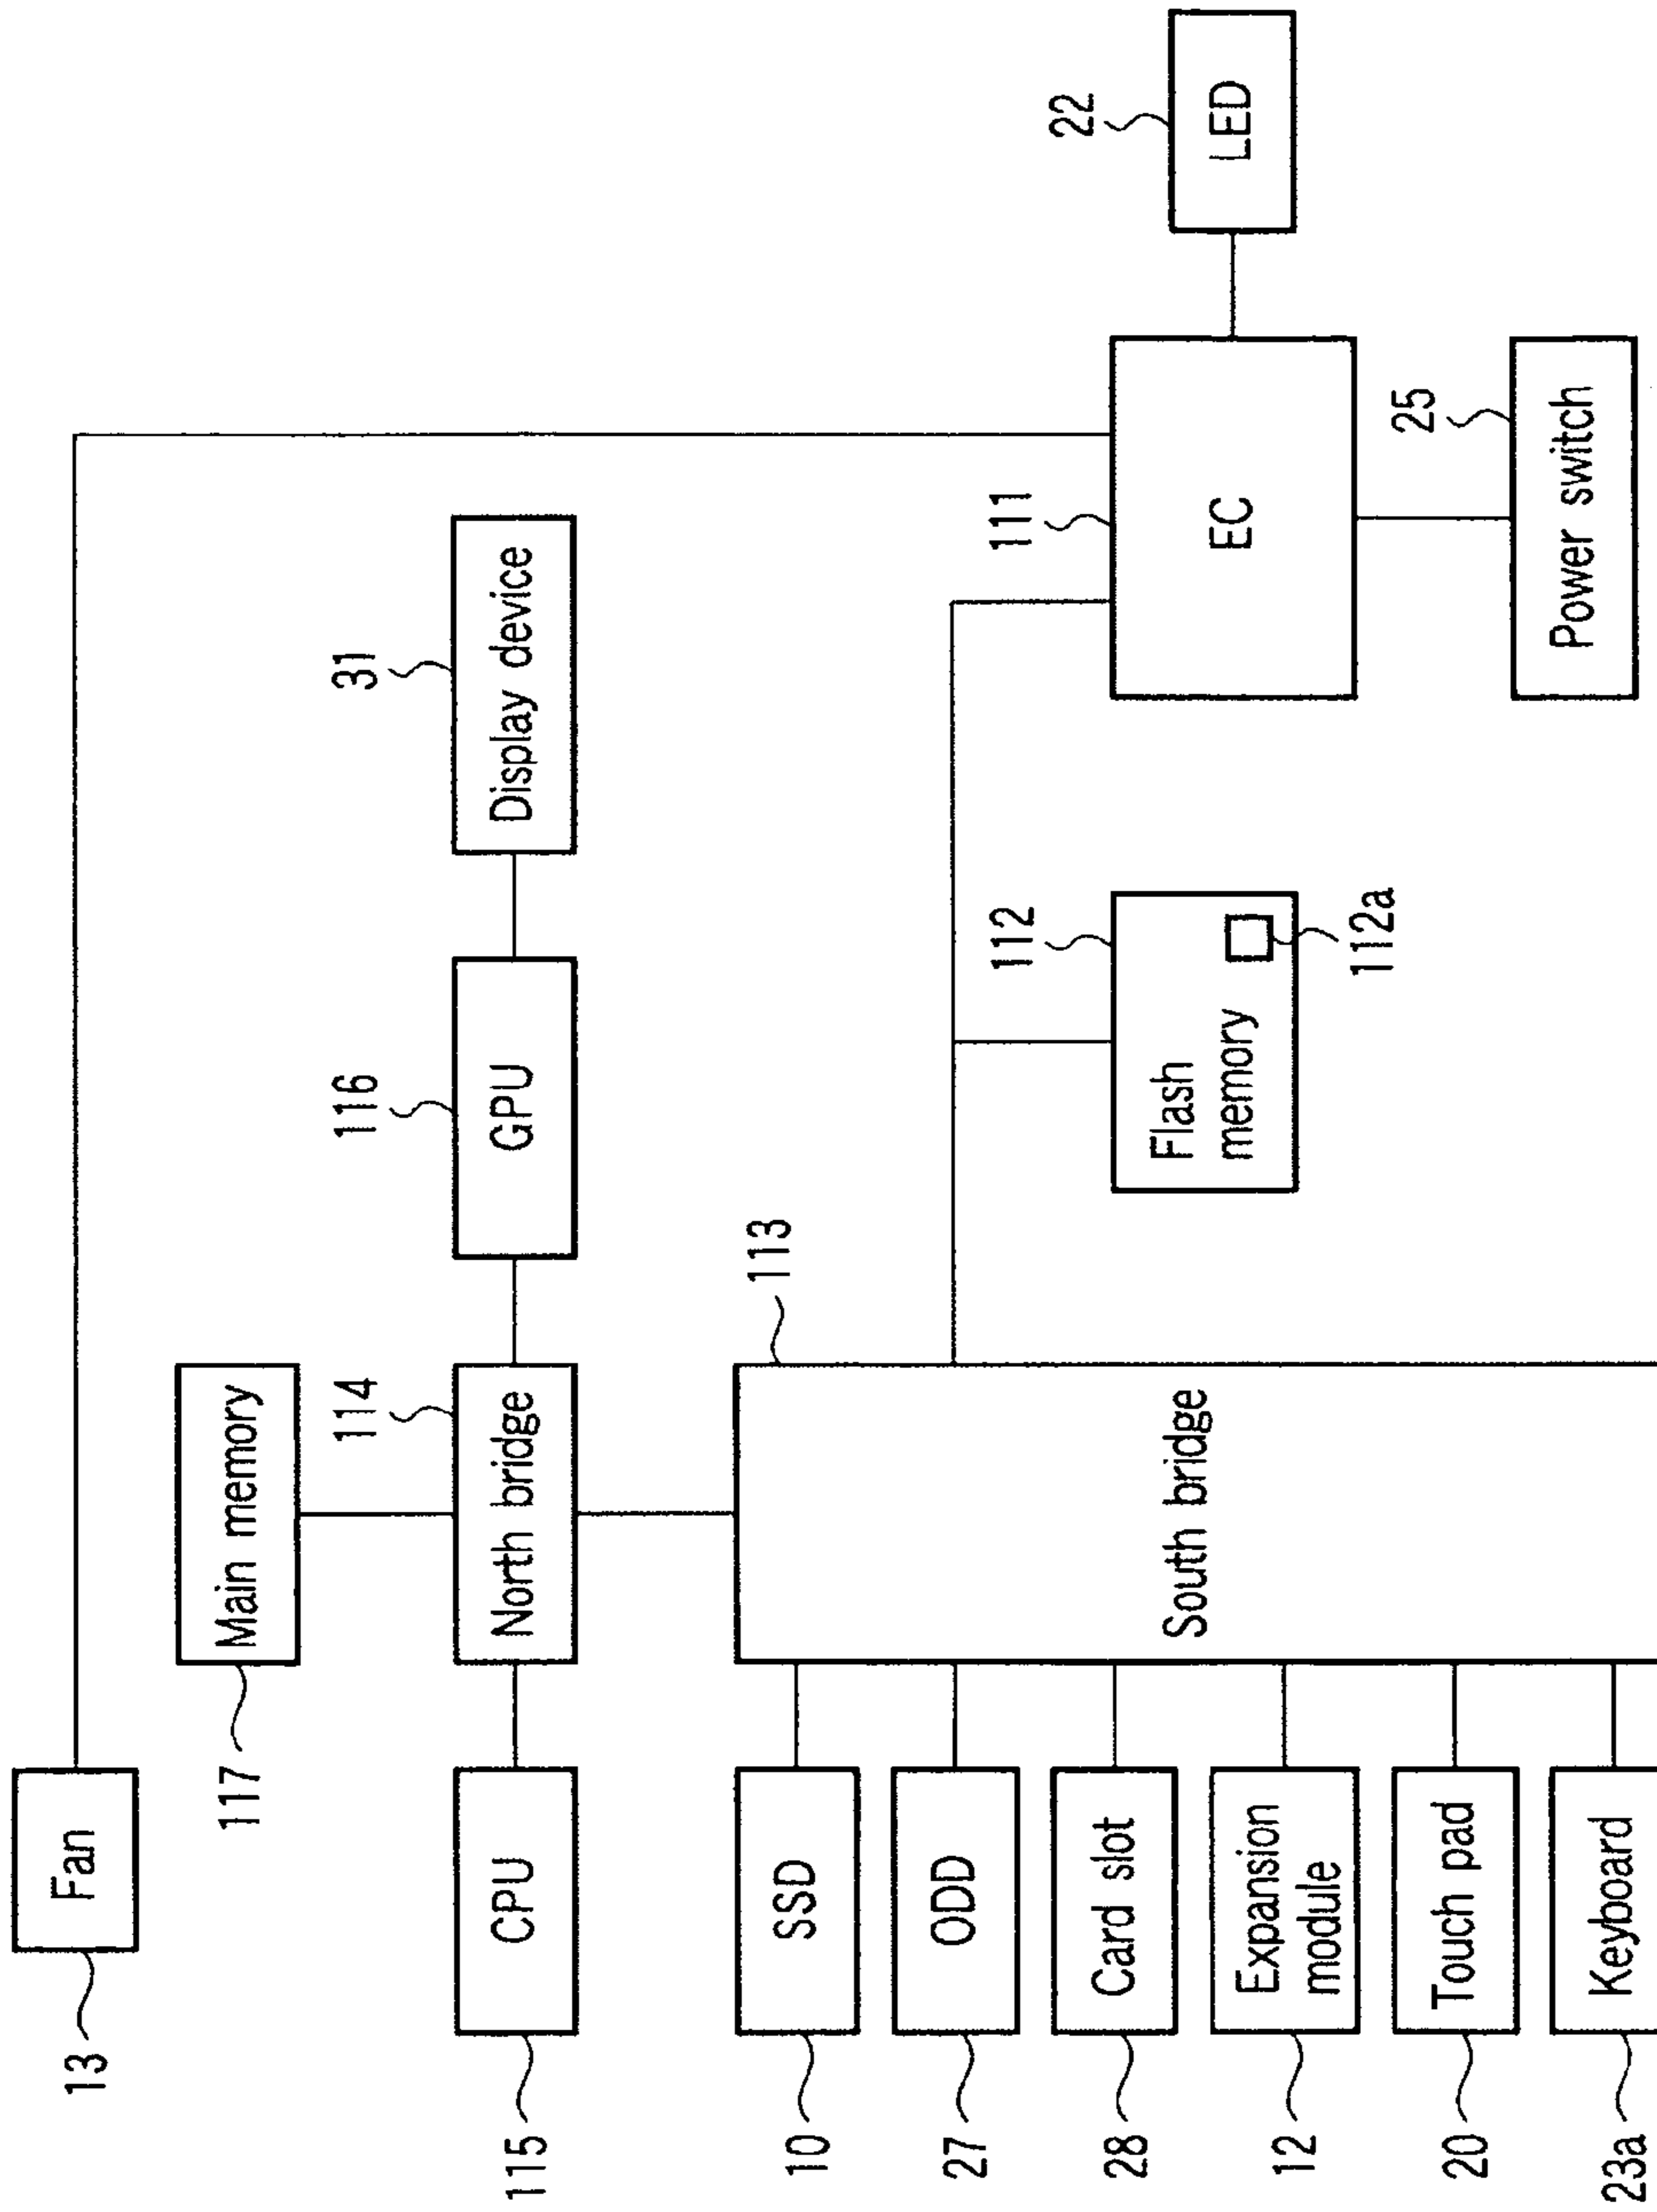 13
Fan
117
Main memory
115
CPU
114
North bridge
116
GPU
31
Display device
113
South bridge
10
SSD
27
ODD
28
Card slot
12
Expansion
module
20
Touch pad
23a
Keyboard
112
Flash
memory
112a
111
EC
22
LED
25
Power switch